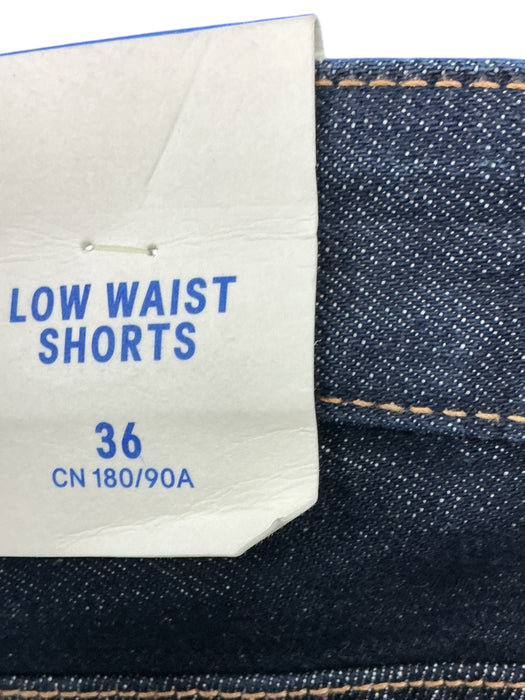 LOW WAIST
SHORTS
36
CN 180/90A